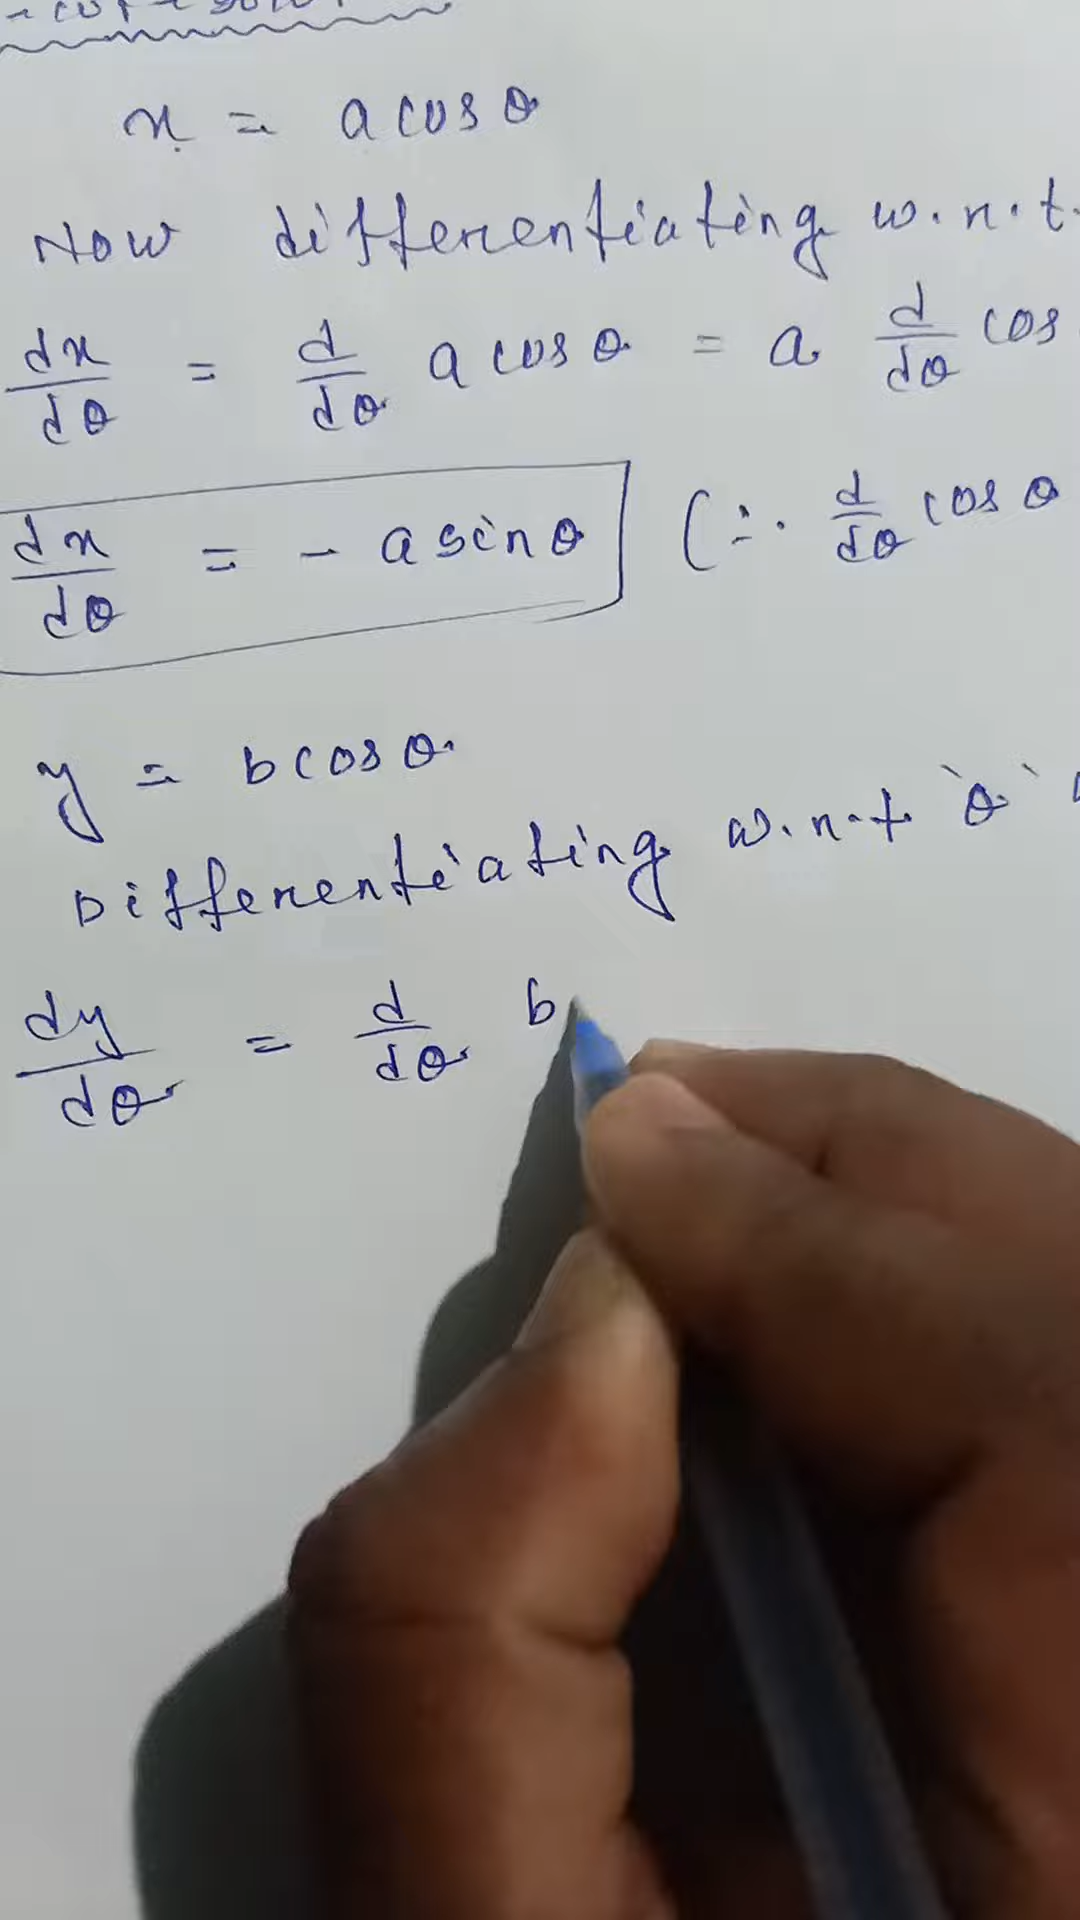 x = a cos θ
Now differentiating w.r.t.
dx/dθ = d/dθ a cos θ = a d/dθ cos
dx/dθ = - a sin θ (∵ d/dθ cos θ
y = b cos θ.
Differentiating w.r.t 'θ'
dy/dθ = d/dθ b